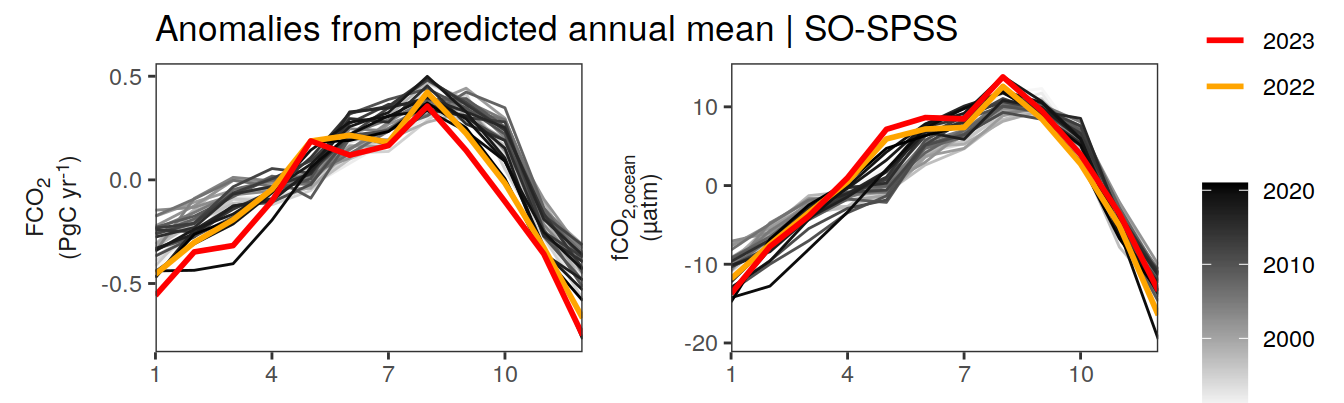 Anomalies from predicted annual mean | SO-SPSS
FCO₂
(PgC yr⁻¹)
0.5
0.0
-0.5
1 4 7 10
fCO₂,ocean
(µatm)
10
0
-10
-20
1 4 7 10
2023
2022
2020
2010
2000